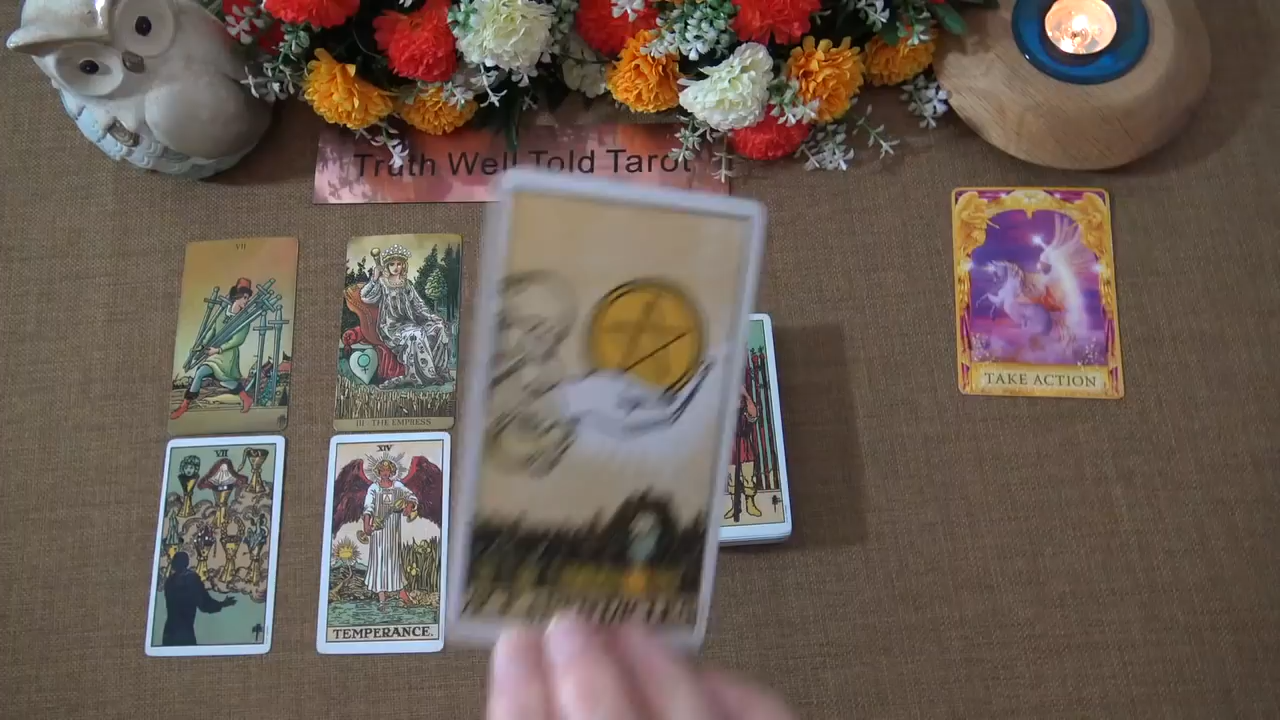 Truth Well Told Tarot
VII
III THE EMPRESS
TAKE ACTION
VII
XIV
TEMPERANCE.